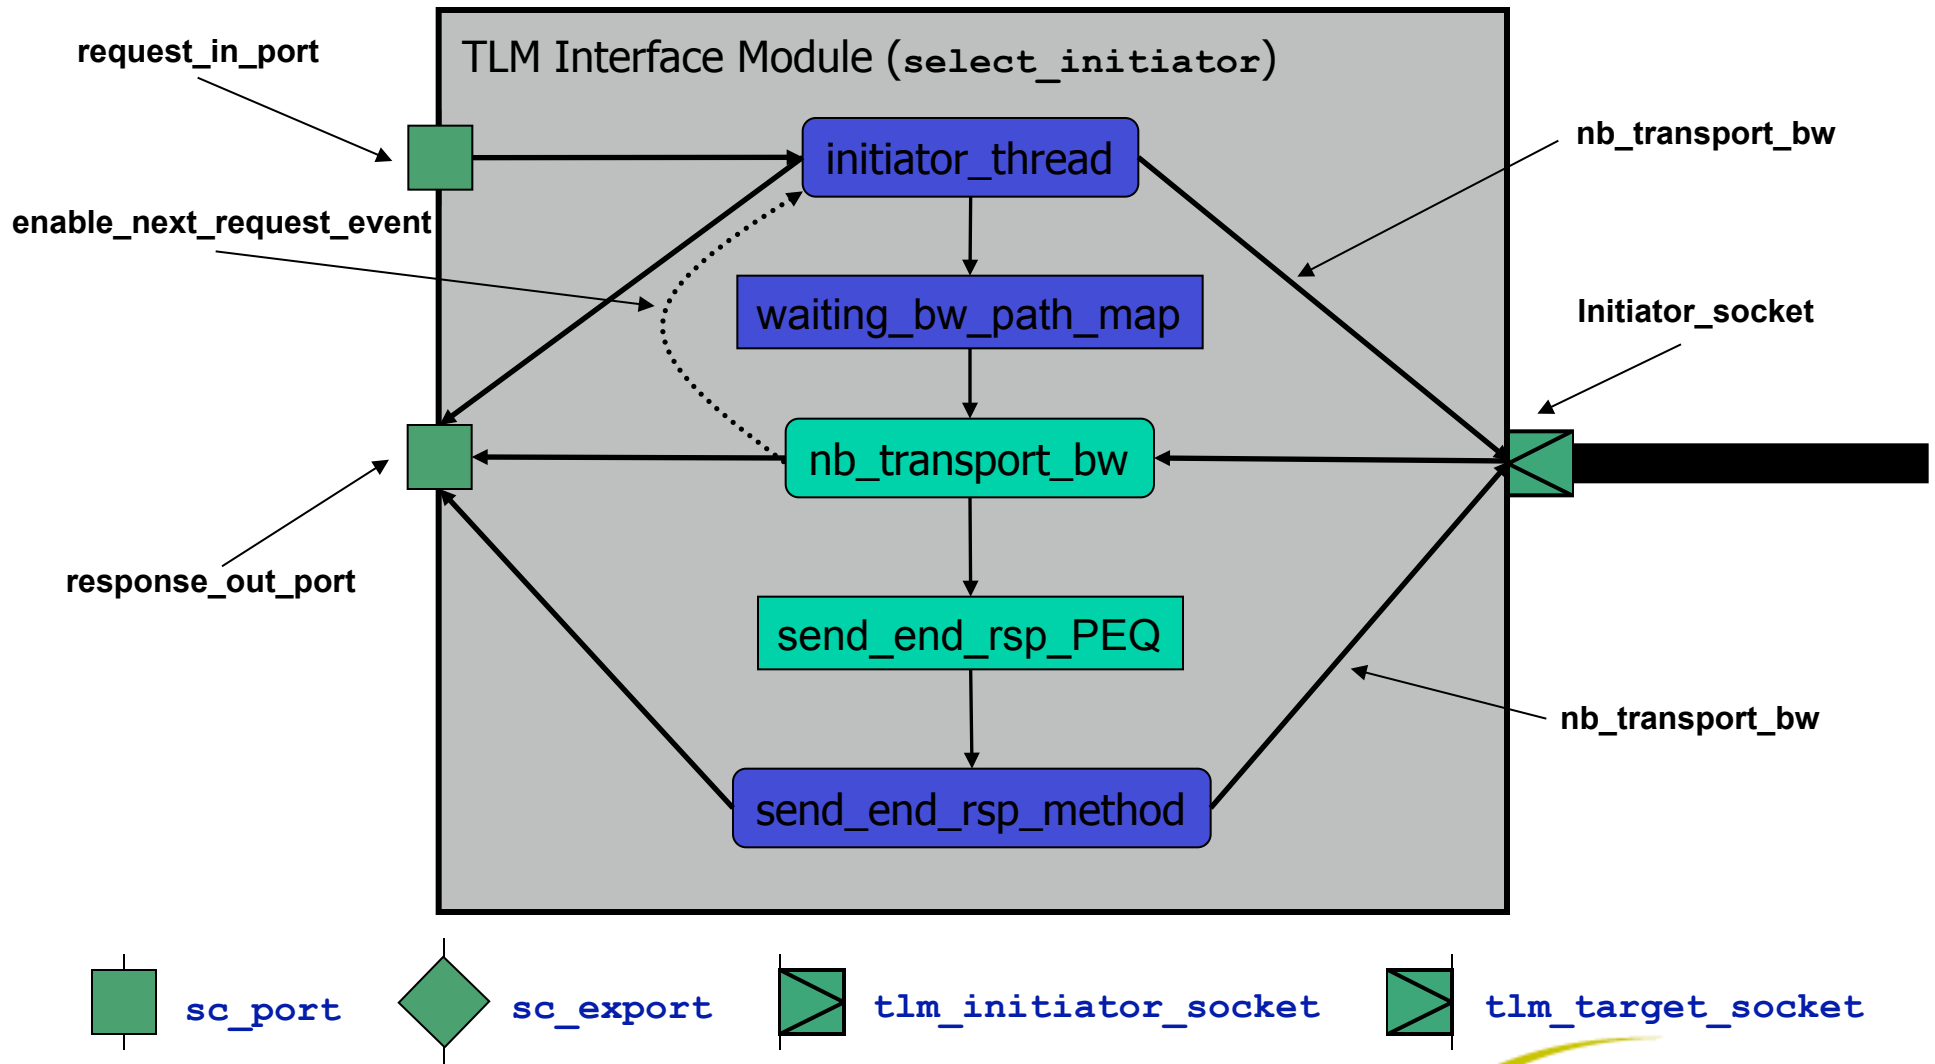 request_in_port
TLM Interface Module (select_initiator)
nb_transport_bw
initiator_thread
enable_next_request_event
waiting_bw_path_map
Initiator_socket
nb_transport_bw
response_out_port
send_end_rsp_PEQ
nb_transport_bw
send_end_rsp_method
sc_port
sc_export
tlm_initiator_socket
tlm_target_socket